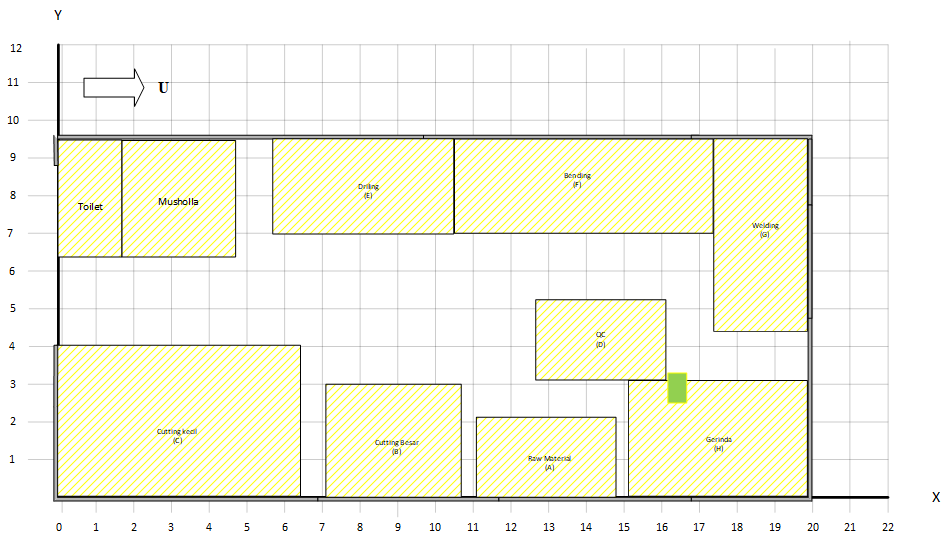 Y
12
11
U
10
9
8
7
6
5
4
3
2
1
Toilet
Musholla
Driling
(E)
Bending
(F)
Welding
(G)
QC
(D)
Cutting kecil
(C)
Cutting Besar
(B)
Raw Material
(A)
Gerinda
(H)
X
0 1 2 3 4 5 6 7 8 9 10 11 12 13 14 15 16 17 18 19 20 21 22